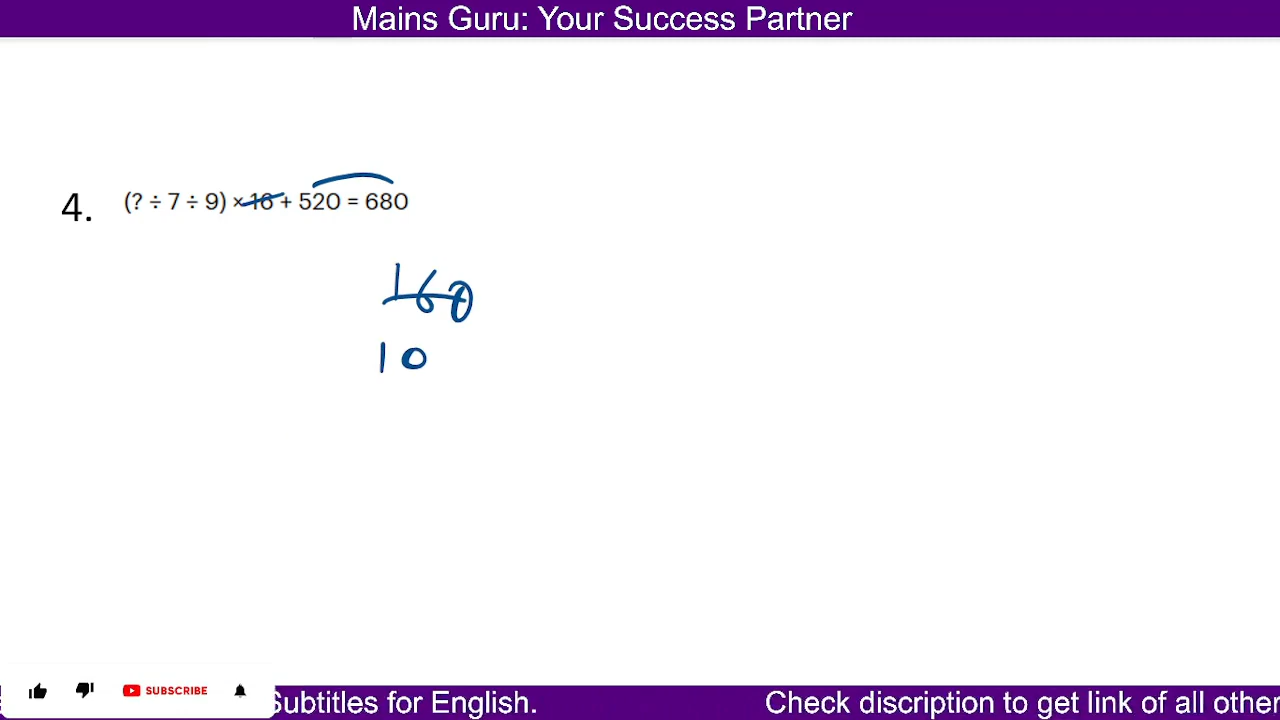 Mains Guru: Your Success Partner
4. (? ÷ 7 ÷ 9) × 16 + 520 = 680
160
10
SUBSCRIBE
Subtitles for English.
Check discription to get link of all other